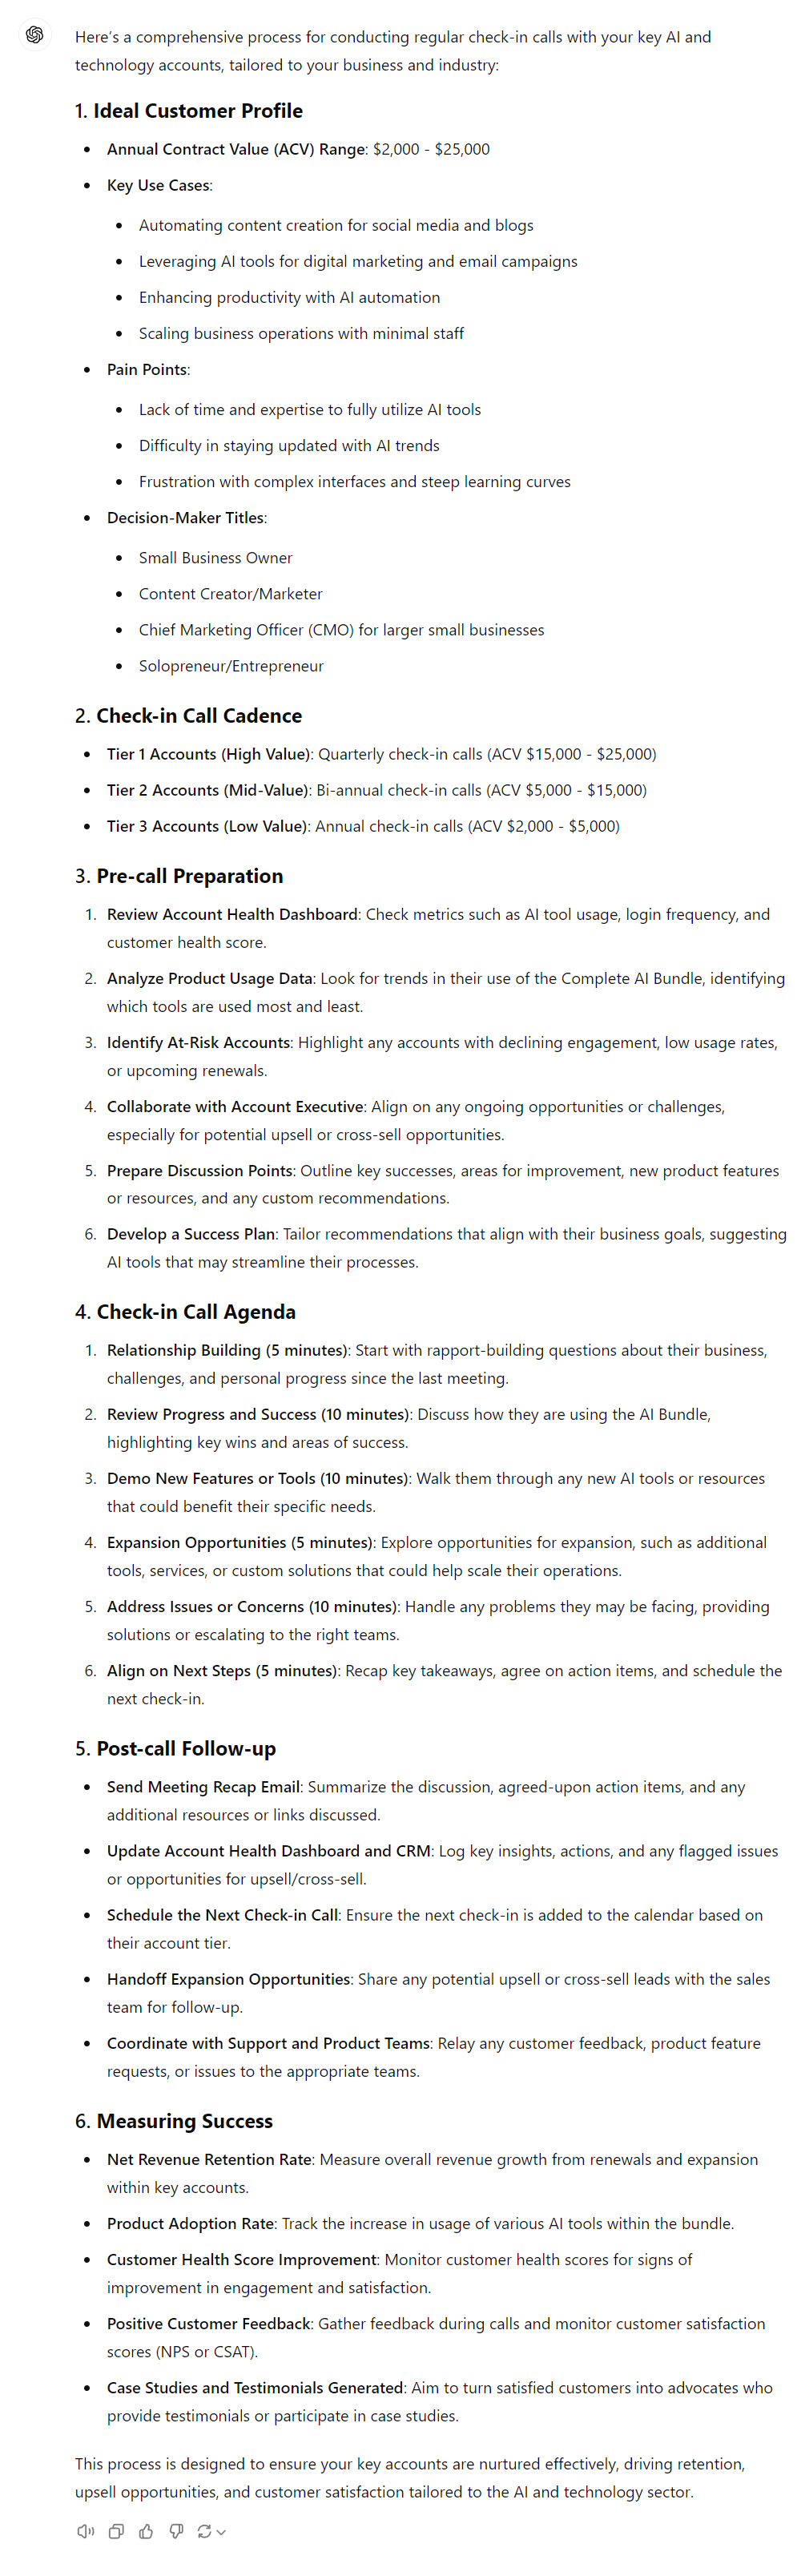 Here's a comprehensive process for conducting regular check-in calls with your key AI and
technology accounts, tailored to your business and industry:
1. Ideal Customer Profile
• Annual Contract Value (ACV) Range: $2,000 - $25,000
• Key Use Cases:
• Automating content creation for social media and blogs
• Leveraging AI tools for digital marketing and email campaigns
• Enhancing productivity with AI automation
• Scaling business operations with minimal staff
• Pain Points:
• Lack of time and expertise to fully utilize AI tools
• Difficulty in staying updated with AI trends
• Frustration with complex interfaces and steep learning curves
• Decision-Maker Titles:
• Small Business Owner
• Content Creator/Marketer
• Chief Marketing Officer (CMO) for larger small businesses
• Solopreneur/Entrepreneur
2. Check-in Call Cadence
• Tier 1 Accounts (High Value): Quarterly check-in calls (ACV $15,000 - $25,000)
• Tier 2 Accounts (Mid-Value): Bi-annual check-in calls (ACV $5,000 - $15,000)
• Tier 3 Accounts (Low Value): Annual check-in calls (ACV $2,000 - $5,000)
3. Pre-call Preparation
1. Review Account Health Dashboard: Check metrics such as AI tool usage, login frequency, and
customer health score.
2. Analyze Product Usage Data: Look for trends in their use of the Complete AI Bundle, identifying
which tools are used most and least.
3. Identify At-Risk Accounts: Highlight any accounts with declining engagement, low usage rates,
or upcoming renewals.
4. Collaborate with Account Executive: Align on any ongoing opportunities or challenges,
especially for potential upsell or cross-sell opportunities.
5. Prepare Discussion Points: Outline key successes, areas for improvement, new product features
or resources, and any custom recommendations.
6. Develop a Success Plan: Tailor recommendations that align with their business goals, suggesting
AI tools that may streamline their processes.
4. Check-in Call Agenda
1. Relationship Building (5 minutes): Start with rapport-building questions about their business,
challenges, and personal progress since the last meeting.
2. Review Progress and Success (10 minutes): Discuss how they are using the AI Bundle,
highlighting key wins and areas of success.
3. Demo New Features or Tools (10 minutes): Walk them through any new AI tools or resources
that could benefit their specific needs.
4. Expansion Opportunities (5 minutes): Explore opportunities for expansion, such as additional
tools, services, or custom solutions that could help scale their operations.
5. Address Issues or Concerns (10 minutes): Handle any problems they may be facing, providing
solutions or escalating to the right teams.
6. Align on Next Steps (5 minutes): Recap key takeaways, agree on action items, and schedule the
next check-in.
5. Post-call Follow-up
• Send Meeting Recap Email: Summarize the discussion, agreed-upon action items, and any
additional resources or links discussed.
• Update Account Health Dashboard and CRM: Log key insights, actions, and any flagged issues
or opportunities for upsell/cross-sell.
• Schedule the Next Check-in Call: Ensure the next check-in is added to the calendar based on
their account tier.
• Handoff Expansion Opportunities: Share any potential upsell or cross-sell leads with the sales
team for follow-up.
• Coordinate with Support and Product Teams: Relay any customer feedback, product feature
requests, or issues to the appropriate teams.
6. Measuring Success
• Net Revenue Retention Rate: Measure overall revenue growth from renewals and expansion
within key accounts.
• Product Adoption Rate: Track the increase in usage of various AI tools within the bundle.
• Customer Health Score Improvement: Monitor customer health scores for signs of
improvement in engagement and satisfaction.
• Positive Customer Feedback: Gather feedback during calls and monitor customer satisfaction
scores (NPS or CSAT).
• Case Studies and Testimonials Generated: Aim to turn satisfied customers into advocates who
provide testimonials or participate in case studies.
This process is designed to ensure your key accounts are nurtured effectively, driving retention,
upsell opportunities, and customer satisfaction tailored to the AI and technology sector.